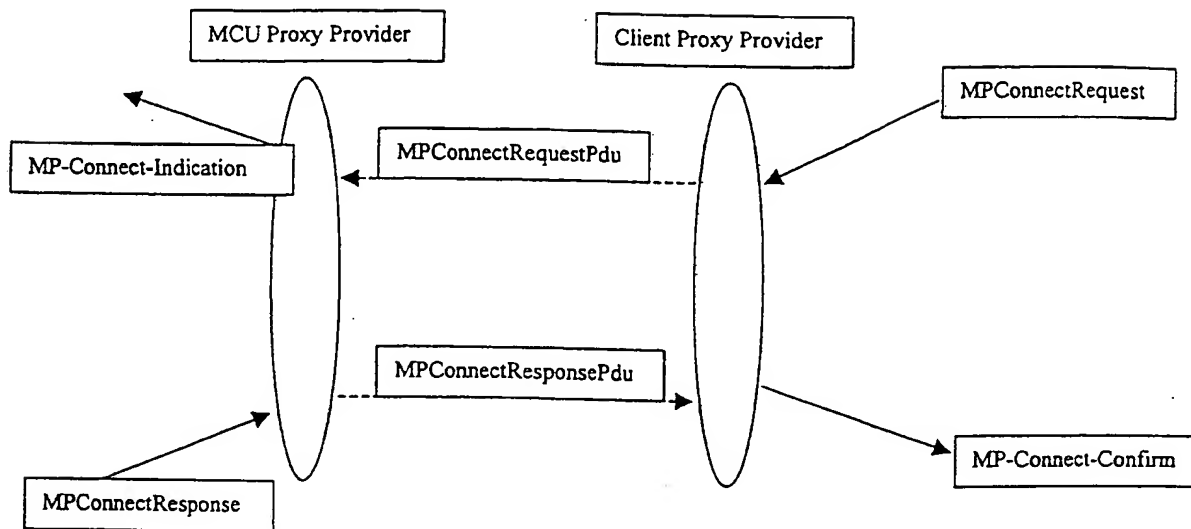 MCU Proxy Provider
Client Proxy Provider
MPConnectRequest
MPConnectRequestPdu
MP-Connect-Indication
MPConnectResponsePdu
MP-Connect-Confirm
MPConnectResponse